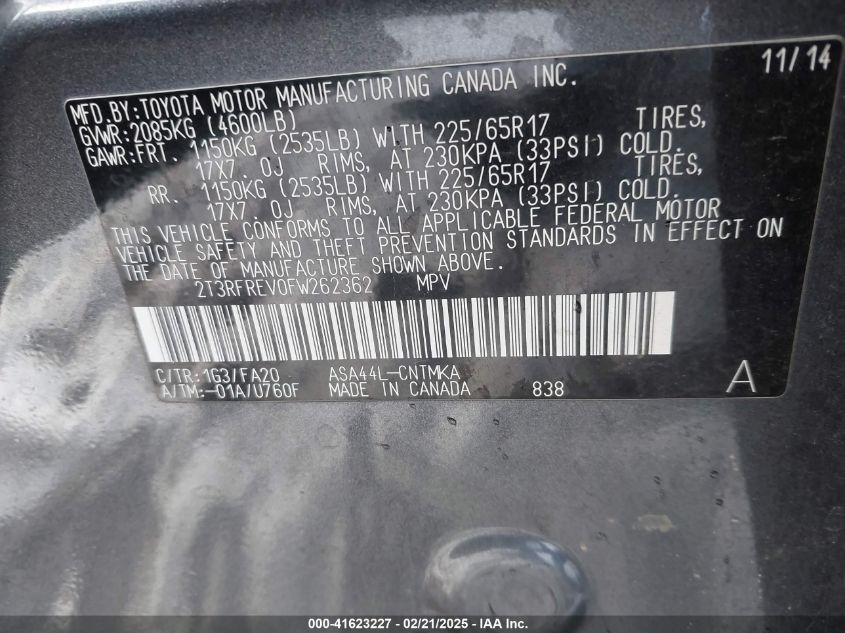 11/14
MFD.BY:TOYOTA MOTOR MANUFACTURING CANADA INC.
GVWR:2085KG (4600LB)
GAWR:FRT. 1150KG (2535LB) WITH 225/65R17 TIRES,
17X7.0J RIMS, AT 230KPA (33PSI) COLD.
RR. 1150KG (2535LB) WITH 225/65R17 TIRES,
17X7.0J RIMS, AT 230KPA (33PSI) COLD.
THIS VEHICLE CONFORMS TO ALL APPLICABLE FEDERAL MOTOR
VEHICLE SAFETY AND THEFT PREVENTION STANDARDS IN EFFECT ON
THE DATE OF MANUFACTURE SHOWN ABOVE.
2T3RFREV0FW262362 MPV
C/TR:1G3/FA20 ASA44L-CNTMKA
A/TM:-01A/U760F MADE IN CANADA 838 A
000-41623227 - 02/21/2025 - IAA Inc.